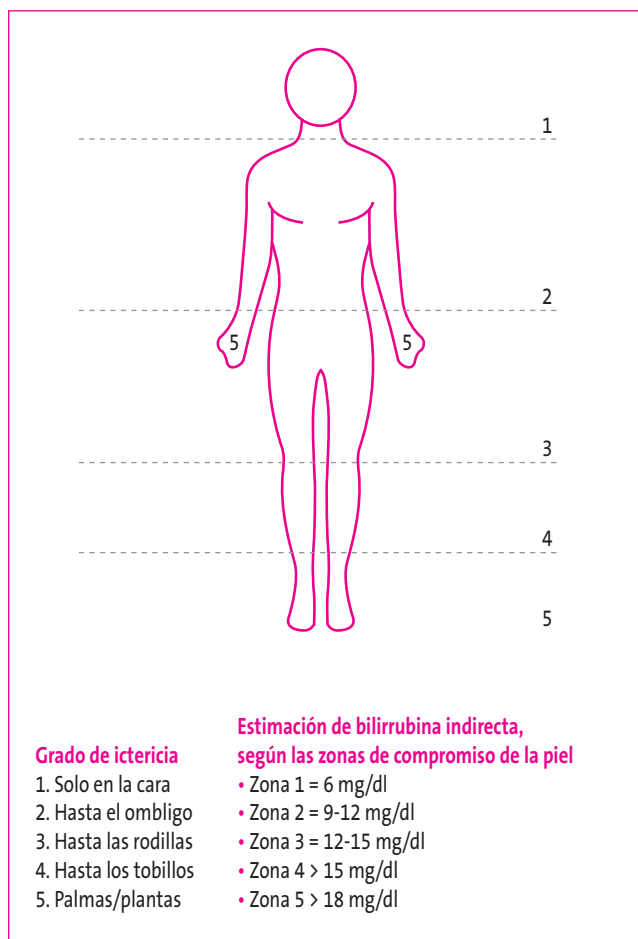 1
2
5
5
3
4
5
Grado de ictericia
1. Solo en la cara
2. Hasta el ombligo
3. Hasta las rodillas
4. Hasta los tobillos
5. Palmas/plantas
Estimación de bilirrubina indirecta,
según las zonas de compromiso de la piel
• Zona 1 = 6 mg/dl
• Zona 2 = 9-12 mg/dl
• Zona 3 = 12-15 mg/dl
• Zona 4 > 15 mg/dl
• Zona 5 > 18 mg/dl